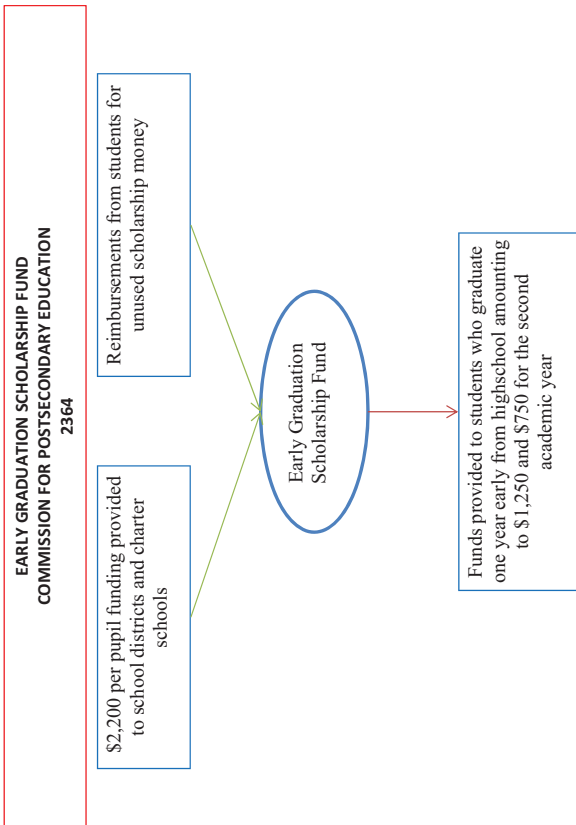 EARLY GRADUATION SCHOLARSHIP FUND
COMMISSION FOR POSTSECONDARY EDUCATION
2364
$2,200 per pupil funding provided
to school districts and charter
schools
Reimbursements from students for
unused scholarship money
Early Graduation
Scholarship Fund
Funds provided to students who graduate
one year early from highschool amounting
to $1,250 and $750 for the second
academic year